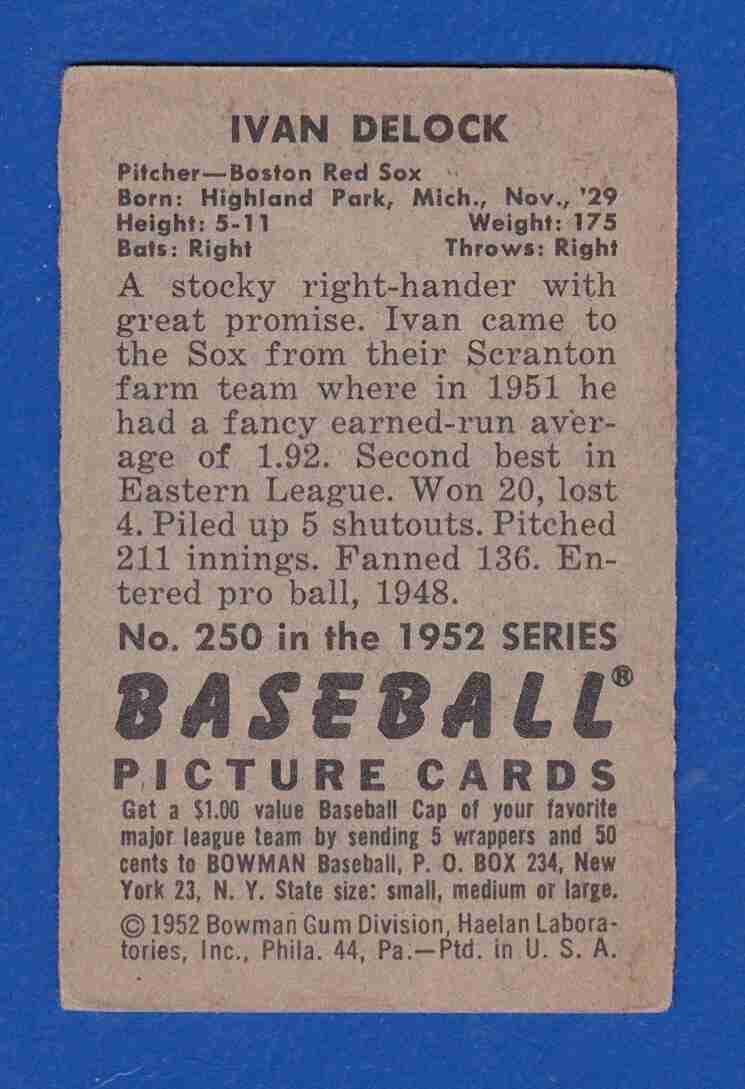 IVAN DELOCK
Pitcher—Boston Red Sox
Born: Highland Park, Mich., Nov., '29
Height: 5-11 Weight: 175
Bats: Right Throws: Right
A stocky right-hander with
great promise. Ivan came to
the Sox from their Scranton
farm team where in 1951 he
had a fancy earned-run aver-
age of 1.92. Second best in
Eastern League. Won 20, lost
4. Piled up 5 shutouts. Pitched
211 innings. Fanned 136. En-
tered pro ball, 1948.
No. 250 in the 1952 SERIES
BASEBALL®
PICTURE CARDS
Get a $1.00 value Baseball Cap of your favorite
major league team by sending 5 wrappers and 50
cents to BOWMAN Baseball, P. O. BOX 234, New
York 23, N. Y. State size: small, medium or large.
© 1952 Bowman Gum Division, Haelan Labora-
tories, Inc., Phila. 44, Pa.—Ptd. in U. S. A.